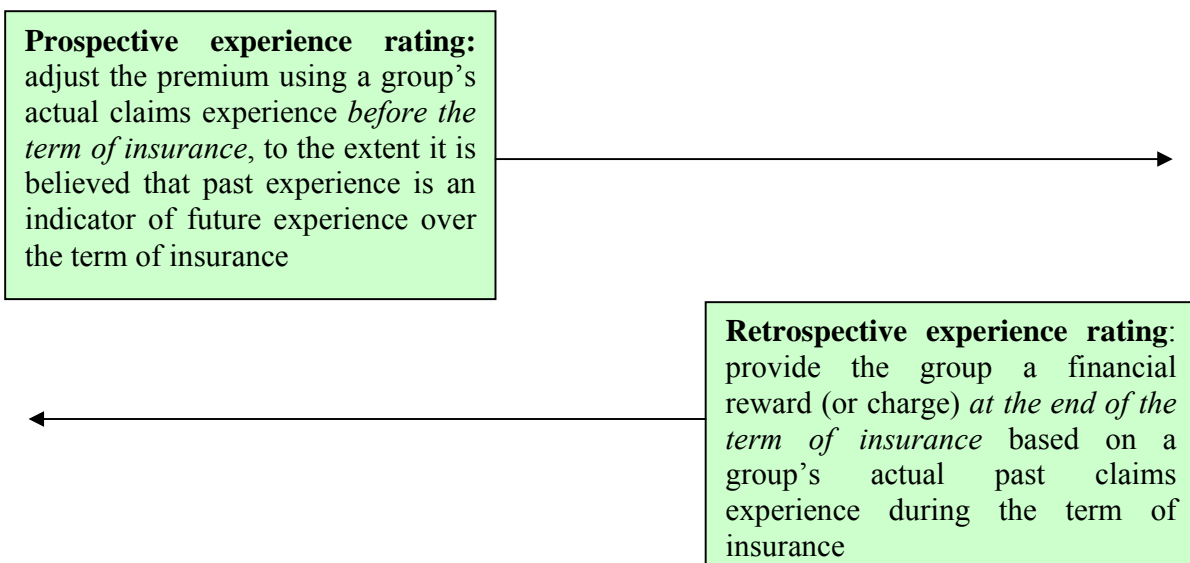 Prospective experience rating:
adjust the premium using a group’s
actual claims experience before the
term of insurance, to the extent it is
believed that past experience is an
indicator of future experience over
the term of insurance
Retrospective experience rating:
provide the group a financial
reward (or charge) at the end of the
term of insurance based on a
group’s actual past claims
experience during the term of
insurance